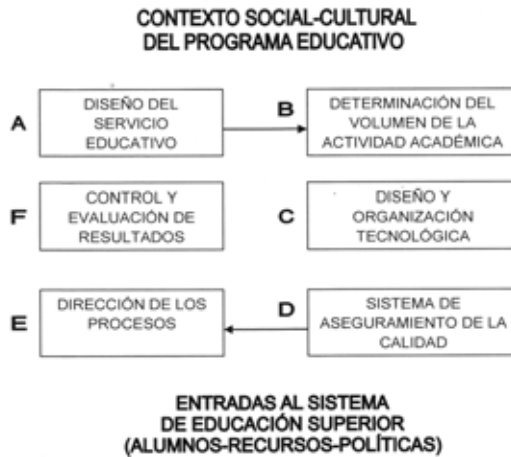 CONTEXTO SOCIAL-CULTURAL
DEL PROGRAMA EDUCATIVO
A
DISEÑO DEL
SERVICIO
EDUCATIVO
B
DETERMINACIÓN DEL
VOLUMEN DE LA
ACTIVIDAD ACADÉMICA
F
CONTROL Y
EVALUACIÓN DE
RESULTADOS
C
DISEÑO Y
ORGANIZACIÓN
TECNOLÓGICA
E
DIRECCIÓN DE LOS
PROCESOS
D
SISTEMA DE
ASEGURAMIENTO DE LA
CALIDAD
ENTRADAS AL SISTEMA
DE EDUCACIÓN SUPERIOR
(ALUMNOS-RECURSOS-POLÍTICAS)